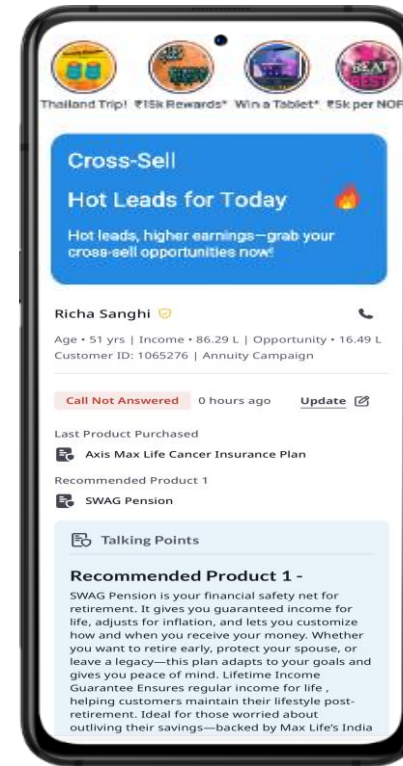 BEAT
BEST
Thailand Trip! ₹15k Rewards* Win a Tablet* ₹5k per NOP
Cross-Sell
Hot Leads for Today
Hot leads, higher earnings—grab your
cross-sell opportunities now!
Richa Sanghi
Age • 51 yrs | Income • 86.29 L | Opportunity • 16.49 L
Customer ID: 1065276 | Annuity Campaign
Call Not Answered 0 hours ago Update
Last Product Purchased
Axis Max Life Cancer Insurance Plan
Recommended Product 1
SWAG Pension
Talking Points
Recommended Product 1 -
SWAG Pension is your financial safety net for
retirement. It gives you guaranteed income for
life, adjusts for inflation, and lets you customize
how and when you receive your money. Whether
you want to retire early, protect your spouse, or
leave a legacy—this plan adapts to your goals and
gives you peace of mind. Lifetime Income
Guarantee Ensures regular income for life ,
helping customers maintain their lifestyle post-
retirement. Ideal for those worried about
outliving their savings—backed by Max Life's India